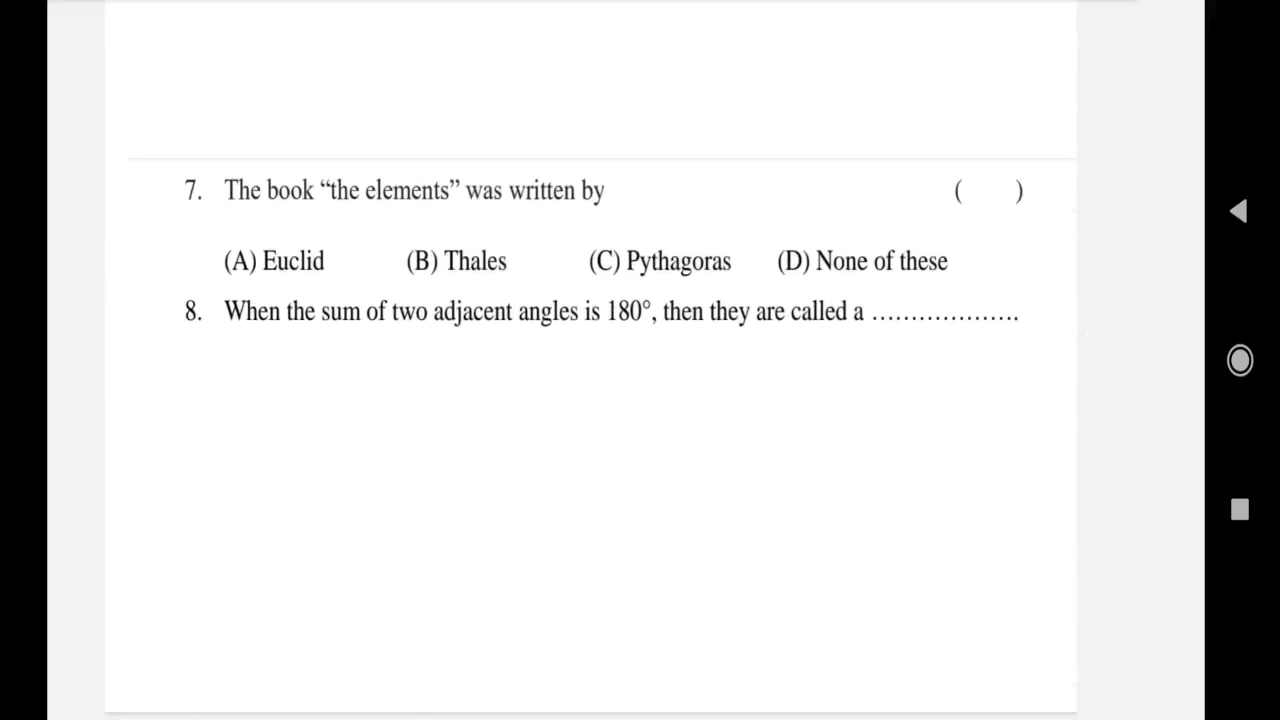 7. The book “the elements” was written by ( )
(A) Euclid (B) Thales (C) Pythagoras (D) None of these
8. When the sum of two adjacent angles is 180°, then they are called a ………………….